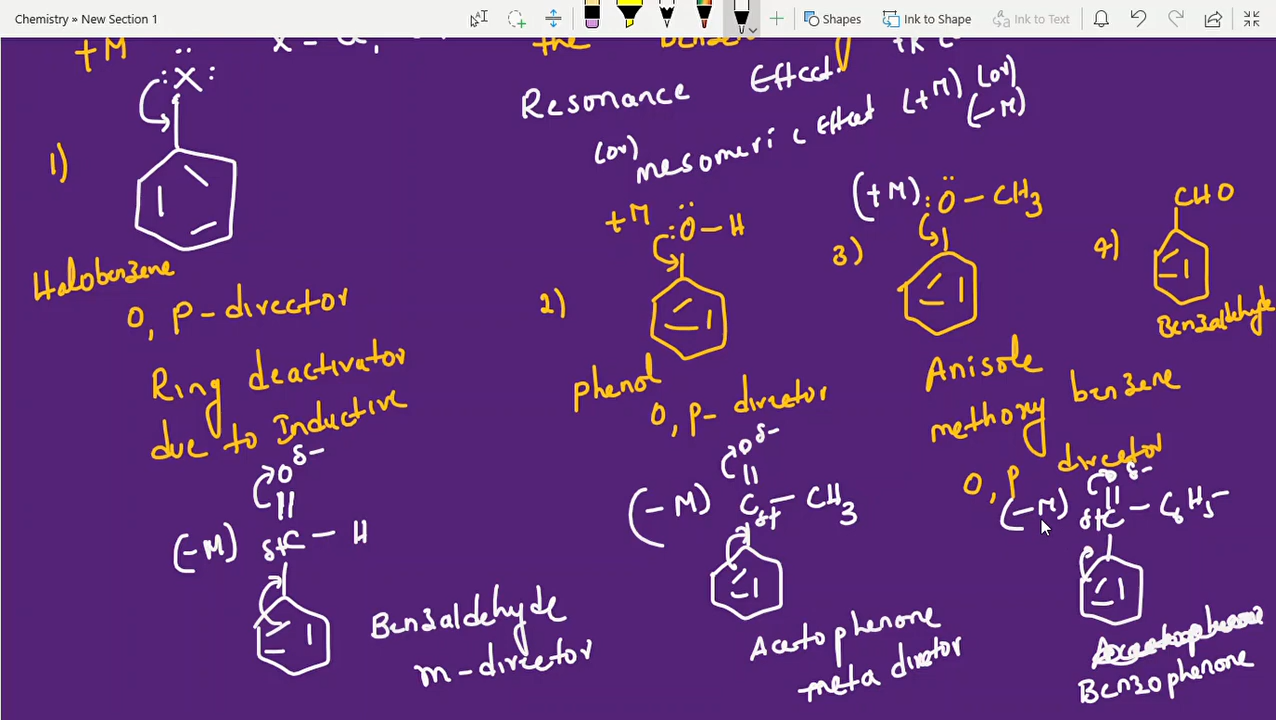 Chemistry » New Section 1
Shapes
Ink to Shape
Ink to Text
+M
the
Resonance Effect
(or)
mesomeric Effect (+M) (or)
(-M)
:X:
1)
Halobenzene
O, P-director
Ring deactivator
due to Inductive
+M :O-H
2)
phenol
O, P-director
(+M) :O-CH3
3)
Anisole
methoxy benzene
O, P director
CHO
4)
Benzaldehyde
O δ-
(-M) δ+C-H
Benzaldehyde
m-director
O δ-
(-M) C-CH3
δ+
Acetophenone
meta director
O δ-
(-M) δ+C-C6H5-
Benzophenone